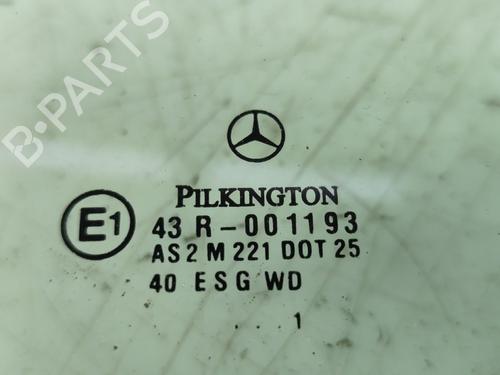 B-PARTS
PILKINGTON
E1
43 R-001193
AS2 M221 DOT 25
40 ESG WD
...1